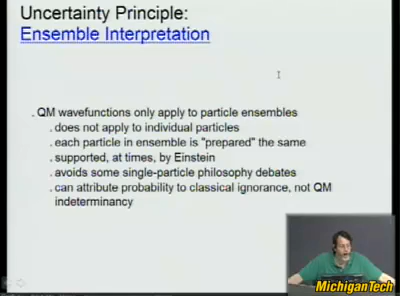 Uncertainty Principle:
Ensemble Interpretation
. QM wavefunctions only apply to particle ensembles
. does not apply to individual particles
. each particle in ensemble is "prepared" the same
. supported, at times, by Einstein
. avoids some single-particle philosophy debates
. can attribute probability to classical ignorance, not QM
indeterminancy
MichiganTech